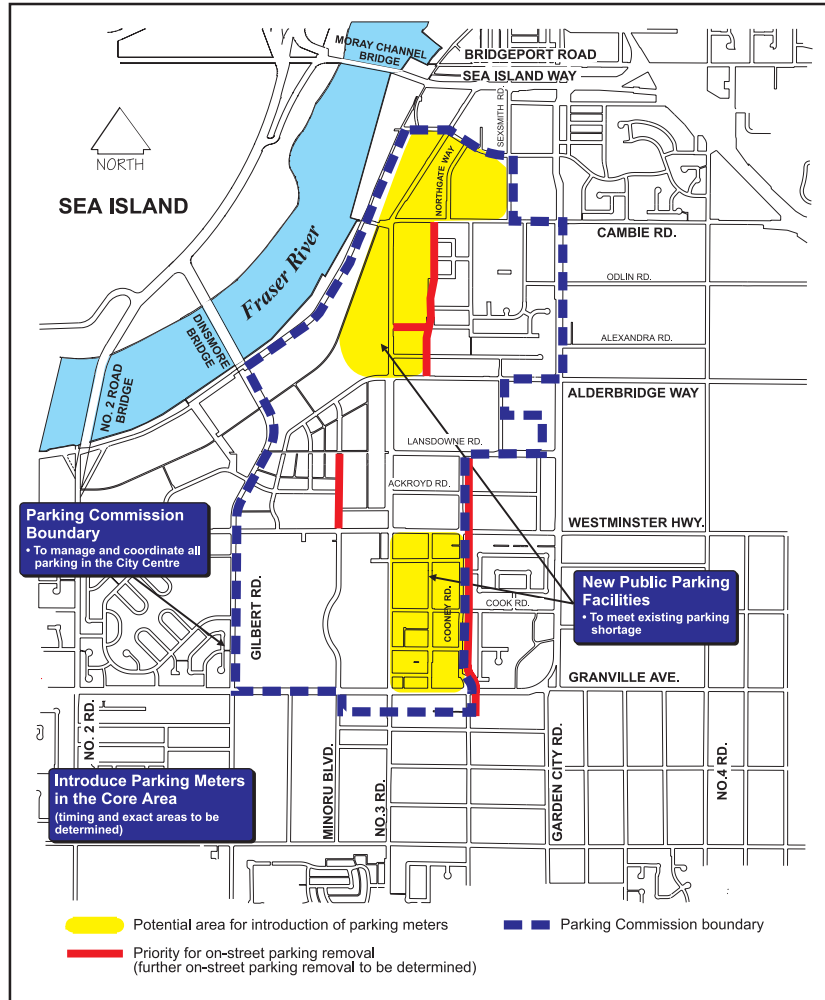 MORAY CHANNEL
BRIDGE
BRIDGEPORT ROAD
SEA ISLAND WAY
SEXSMITH RD.
NORTH
NORTHGATE WAY
SEA ISLAND
CAMBIE RD.
Fraser River
ODLIN RD.
DINSMORE
BRIDGE
ALEXANDRA RD.
NO. 2 ROAD
BRIDGE
ALDERBRIDGE WAY
LANSDOWNE RD.
ACKROYD RD.
Parking Commission
Boundary
• To manage and coordinate all
parking in the City Centre
WESTMINSTER HWY.
New Public Parking
Facilities
• To meet existing parking
shortage
COOK RD.
COONEY RD.
GILBERT RD.
GRANVILLE AVE.
NO. 2 RD.
Introduce Parking Meters
in the Core Area
(timing and exact areas to be
determined)
MINORU BLVD.
NO.3 RD.
GARDEN CITY RD.
NO.4 RD.
Potential area for introduction of parking meters
Parking Commission boundary
Priority for on-street parking removal
(further on-street parking removal to be determined)